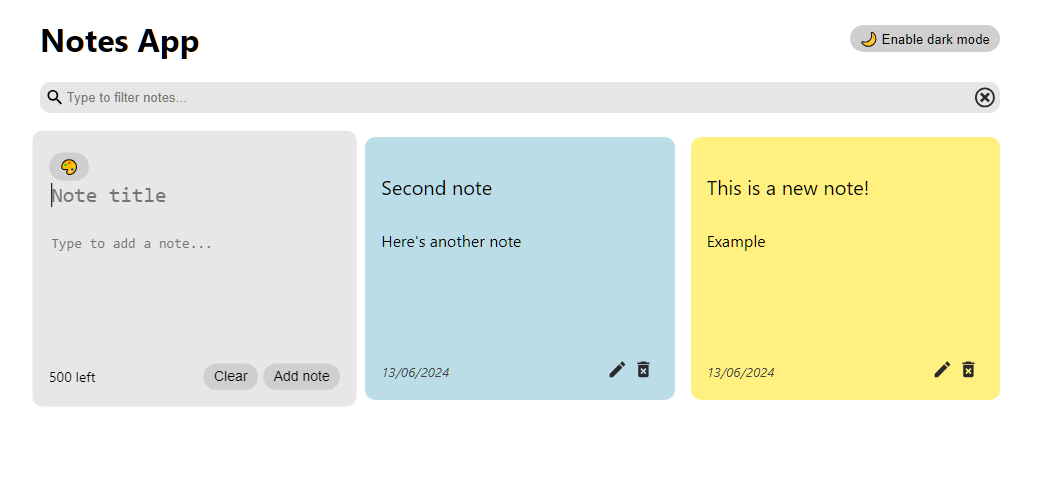 Notes App
Enable dark mode
Type to filter notes...
Note title
Type to add a note...
500 left
Clear
Add note
Second note
Here's another note
13/06/2024
This is a new note!
Example
13/06/2024